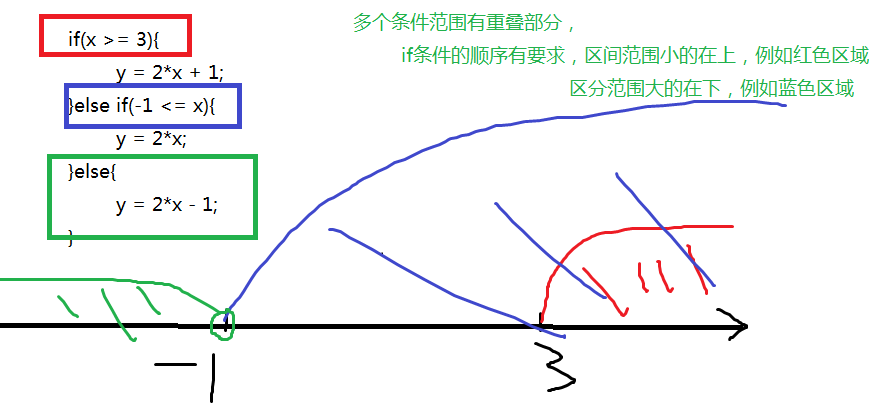 if(x >= 3){
y = 2*x + 1;
}else if(-1 <= x){
y = 2*x;
}else{
y = 2*x - 1;
}
多个条件范围有重叠部分，
if条件的顺序有要求，区间范围小的在上，例如红色区域
区分范围大的在下，例如蓝色区域
-1
3